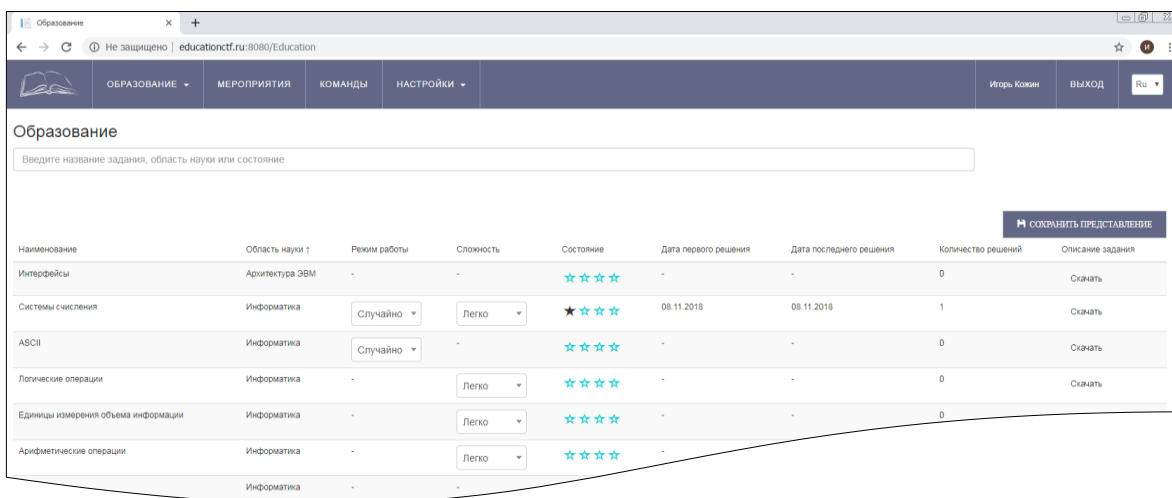 Образование
Не защищено | educationctf.ru:8080/Education
И
ОБРАЗОВАНИЕ МЕРОПРИЯТИЯ КОМАНДЫ НАСТРОЙКИ Игорь Кожин ВЫХОД Ru
Образование
Введите название задания, область науки или состояние
СОХРАНИТЬ ПРЕДСТАВЛЕНИЕ
Наименование Область науки ↑ Режим работы Сложность Состояние Дата первого решения Дата последнего решения Количество решений Описание задания
Интерфейсы Архитектура ЭВМ - - - - 0 Скачать
Системы счисления Информатика Случайно Легко 08.11.2018 08.11.2018 1 Скачать
ASCII Информатика Случайно - - - 0 Скачать
Логические операции Информатика - Легко - - 0 Скачать
Единицы измерения объема информации Информатика - Легко - - 0
Арифметические операции Информатика - Легко -
Информатика - -